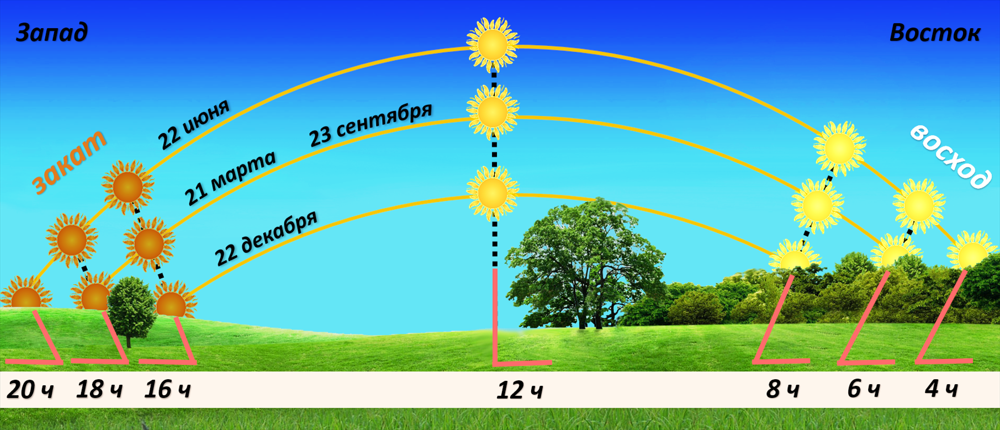 Запад
Восток
22 июня
23 сентября
закат
восход
21 марта
22 декабря
20 ч
18 ч
16 ч
12 ч
8 ч
6 ч
4 ч